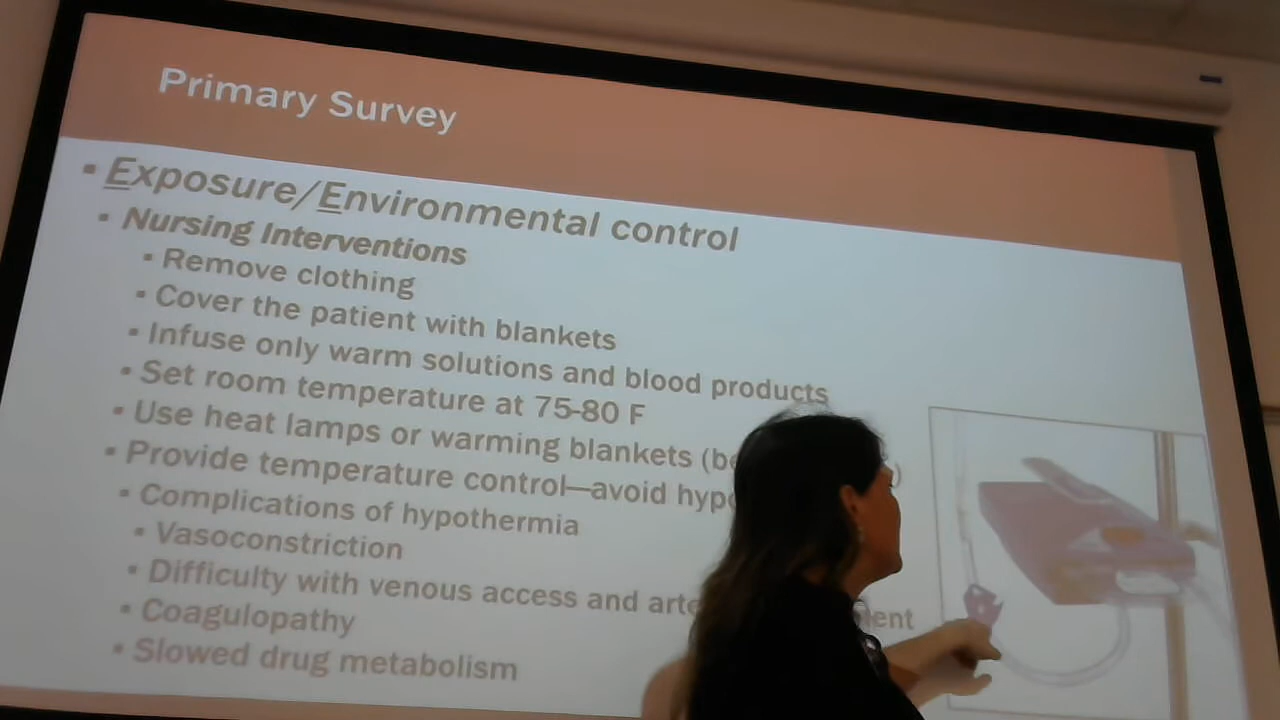 Primary Survey
▪ Exposure/Environmental control
▪ Nursing Interventions
▪ Remove clothing
▪ Cover the patient with blankets
▪ Infuse only warm solutions and blood products
▪ Set room temperature at 75-80 F
▪ Use heat lamps or warming blankets
▪ Provide temperature control—avoid
▪ Complications of hypothermia
▪ Vasoconstriction
▪ Difficulty with venous access and
▪ Coagulopathy
▪ Slowed drug metabolism